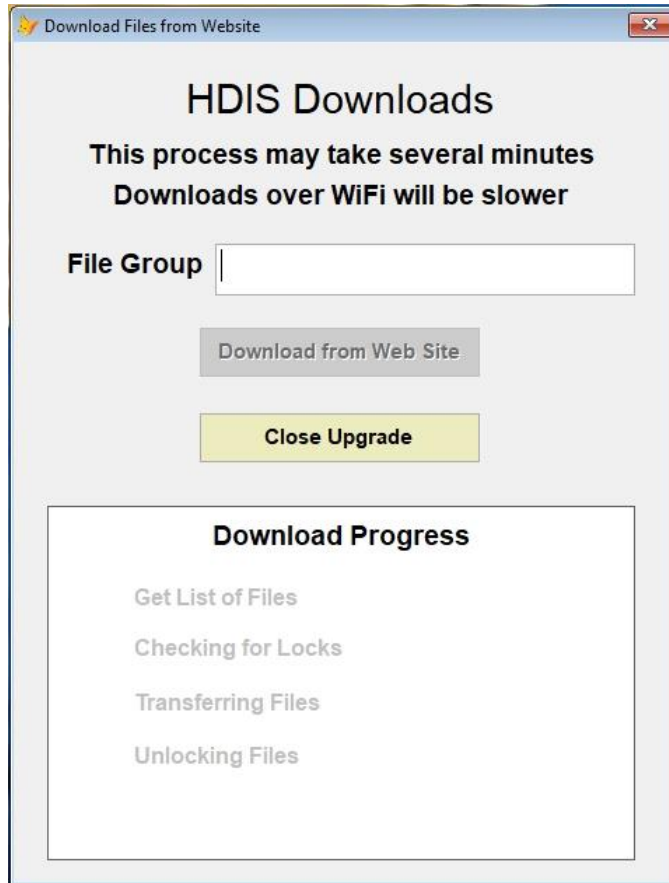 Download Files from Website
HDIS Downloads
This process may take several minutes
Downloads over WiFi will be slower
File Group
Download from Web Site
Close Upgrade
Download Progress
Get List of Files
Checking for Locks
Transferring Files
Unlocking Files